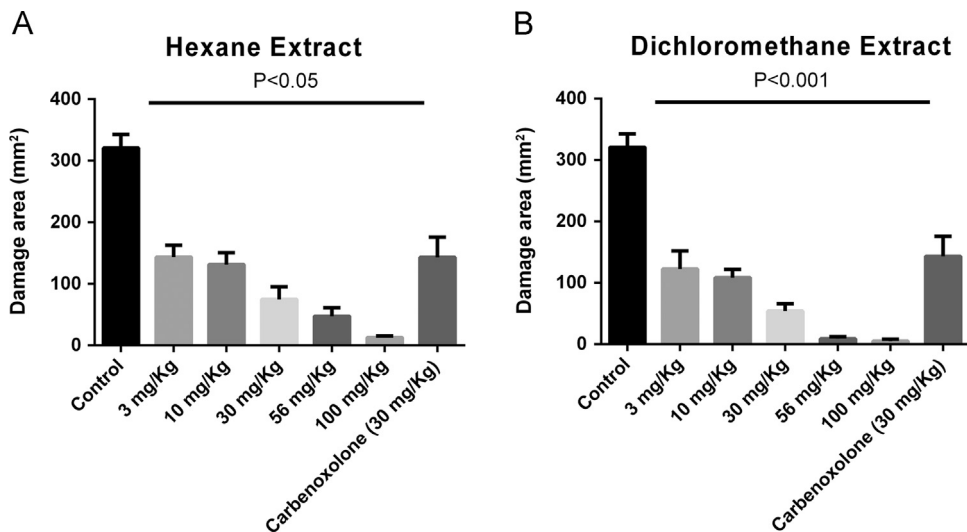 A
Hexane Extract
P<0.05
Damage area (mm²)
400
300
200
100
0
Control
3 mg/Kg
10 mg/Kg
30 mg/Kg
56 mg/Kg
100 mg/Kg
Carbenoxolone (30 mg/Kg)
B
Dichloromethane Extract
P<0.001
Damage area (mm²)
400
300
200
100
0
Control
3 mg/Kg
10 mg/Kg
30 mg/Kg
56 mg/Kg
100 mg/Kg
Carbenoxolone (30 mg/Kg)